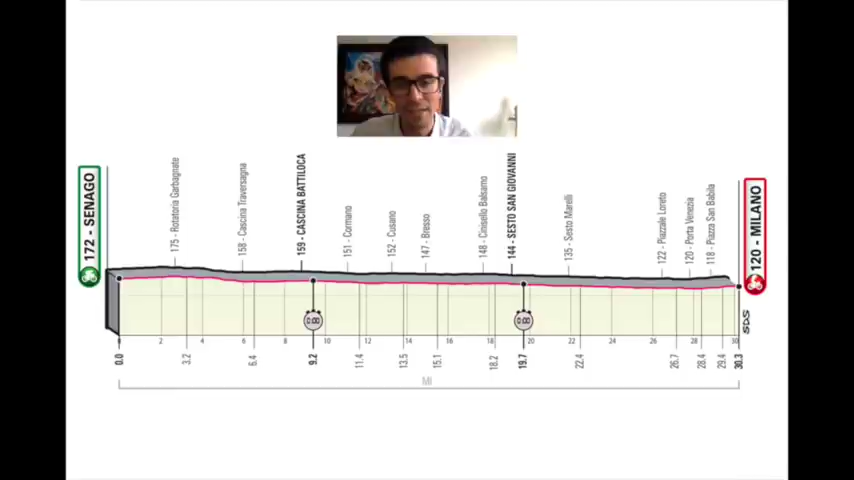 172 - SENAGO
175 - Rotatoria Garbagnate
158 - Cascina Traversagna
159 - CASCINA BATTILOCA
151 - Cormano
152 - Cusano
147 - Bresso
148 - Cinisello Balsamo
144 - SESTO SAN GIOVANNI
135 - Sesto Marelli
122 - Piazzale Loreto
120 - Porta Venezia
118 - Piazza San Babila
120 - MILANO
0:00
0:00
SDS
0 2 4 6 8 10 12 14 16 18 20 22 24 26 28 30
0.0 3.2 6.4 9.2 11.4 13.5 15.1 18.2 19.7 22.4 26.7 28.4 29.4 30.3
MI